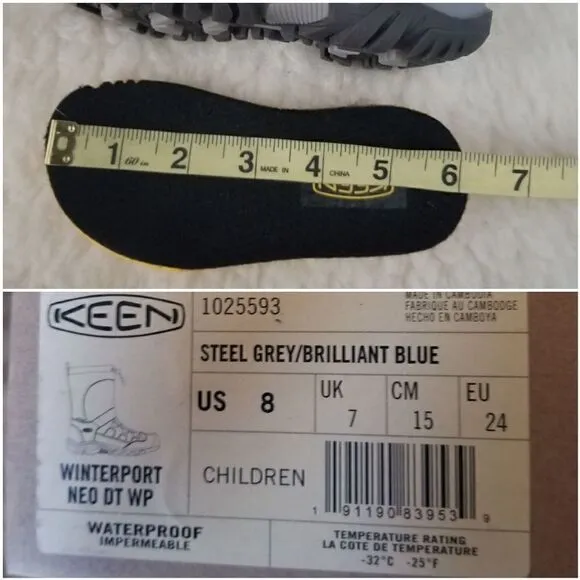 1 60 in 2 3 MADE IN 4 CHINA 5 6 7
KEEN
KEEN
1025593
MADE IN CAMBODIA
FABRIQUE AU CAMBODGE
HECHO EN CAMBOYA
STEEL GREY/BRILLIANT BLUE
US 8
UK 7
CM 15
EU 24
WINTERPORT
NEO DT WP
CHILDREN
1 91190 83953 9
WATERPROOF
IMPERMEABLE
TEMPERATURE RATING
LA COTE DE TEMPERATURE
-32°C -25°F